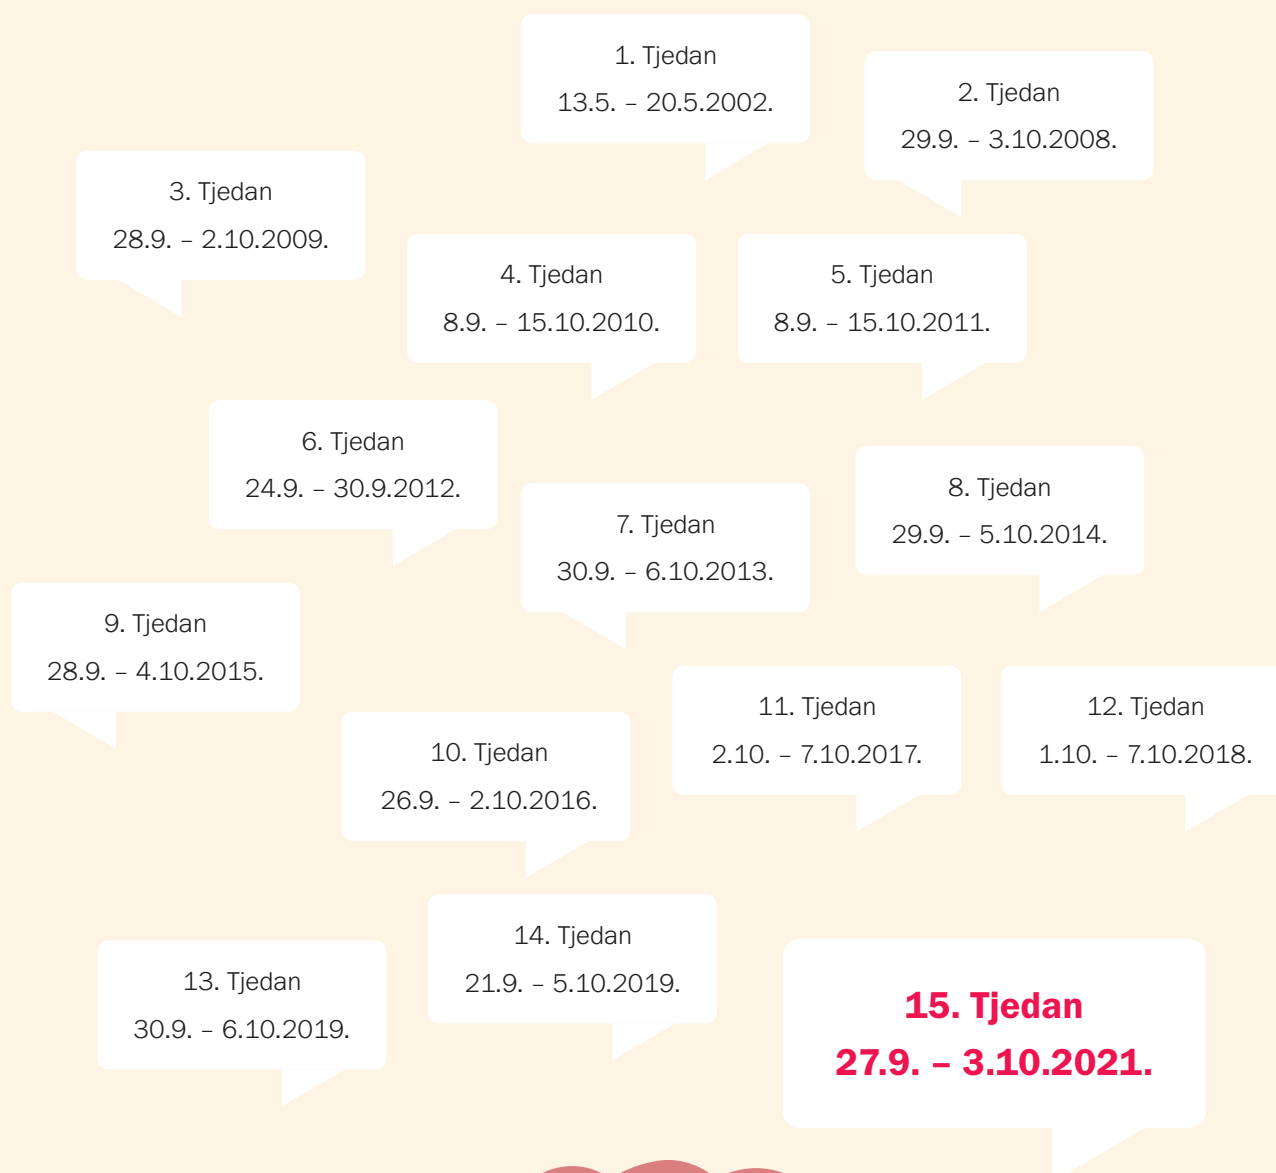 1. Tjedan
13.5. – 20.5.2002.
2. Tjedan
29.9. – 3.10.2008.
3. Tjedan
28.9. – 2.10.2009.
4. Tjedan
8.9. – 15.10.2010.
5. Tjedan
8.9. – 15.10.2011.
6. Tjedan
24.9. – 30.9.2012.
7. Tjedan
30.9. – 6.10.2013.
8. Tjedan
29.9. – 5.10.2014.
9. Tjedan
28.9. – 4.10.2015.
10. Tjedan
26.9. – 2.10.2016.
11. Tjedan
2.10. – 7.10.2017.
12. Tjedan
1.10. – 7.10.2018.
13. Tjedan
30.9. – 6.10.2019.
14. Tjedan
21.9. – 5.10.2019.
15. Tjedan
27.9. – 3.10.2021.